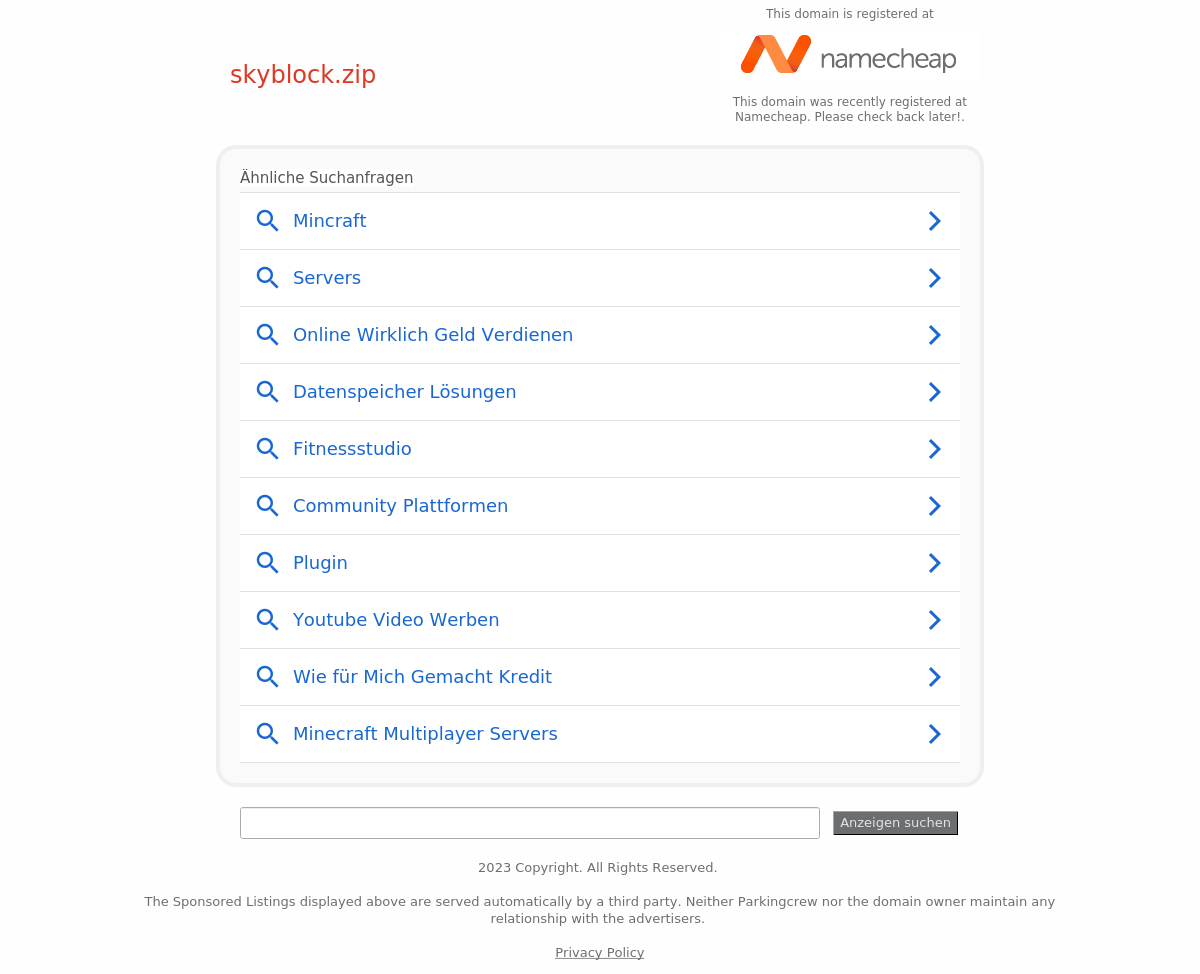 This domain is registered at
namecheap
skyblock.zip
This domain was recently registered at
Namecheap. Please check back later!.
Ähnliche Suchanfragen
Mincraft
Servers
Online Wirklich Geld Verdienen
Datenspeicher Lösungen
Fitnessstudio
Community Plattformen
Plugin
Youtube Video Werben
Wie für Mich Gemacht Kredit
Minecraft Multiplayer Servers
Anzeigen suchen
2023 Copyright. All Rights Reserved.
The Sponsored Listings displayed above are served automatically by a third party. Neither Parkingcrew nor the domain owner maintain any
relationship with the advertisers.
Privacy Policy